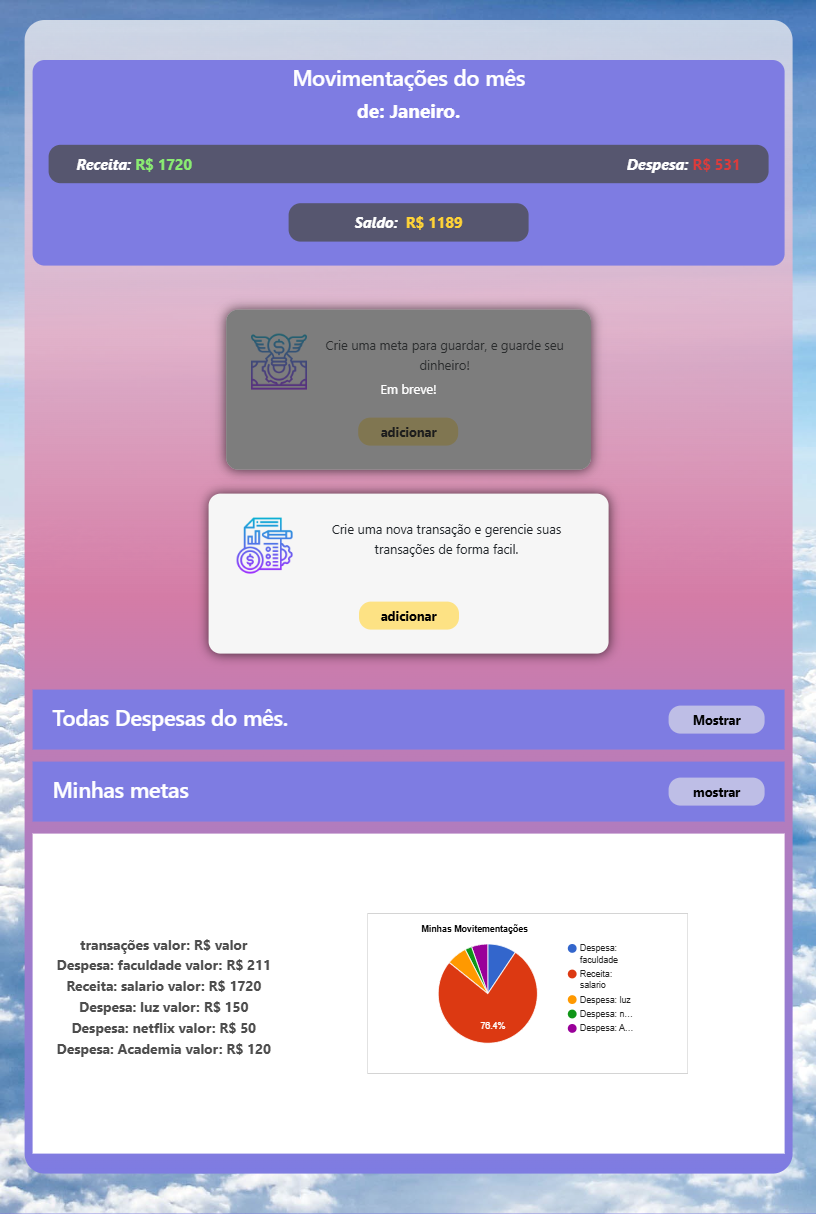 Movimentações do mês
de: Janeiro.
Receita: R$ 1720
Despesa: R$ 531
Saldo: R$ 1189
Crie uma meta para guardar, e guarde seu
dinheiro!
Em breve!
adicionar
Crie uma nova transação e gerencie suas
transações de forma facil.
adicionar
Todas Despesas do mês.
Mostrar
Minhas metas
mostrar
transações valor: R$ valor
Despesa: faculdade valor: R$ 211
Receita: salario valor: R$ 1720
Despesa: luz valor: R$ 150
Despesa: netflix valor: R$ 50
Despesa: Academia valor: R$ 120
Minhas Movitementações
76.4%
Despesa:
faculdade
Receita:
salario
Despesa: luz
Despesa: n...
Despesa: A...